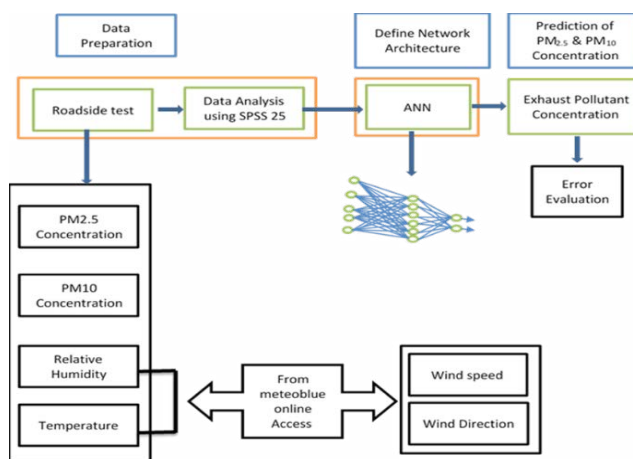 Data
Preparation
Define Network
Architecture
Prediction of
PM2.5 & PM10
Concentration
Roadside test
Data Analysis
using SPSS 25
ANN
Exhaust Pollutant
Concentration
Error
Evaluation
PM2.5
Concentration
PM10
Concentration
Relative
Humidity
Temperature
From
meteoblue
online
Access
Wind speed
Wind Direction